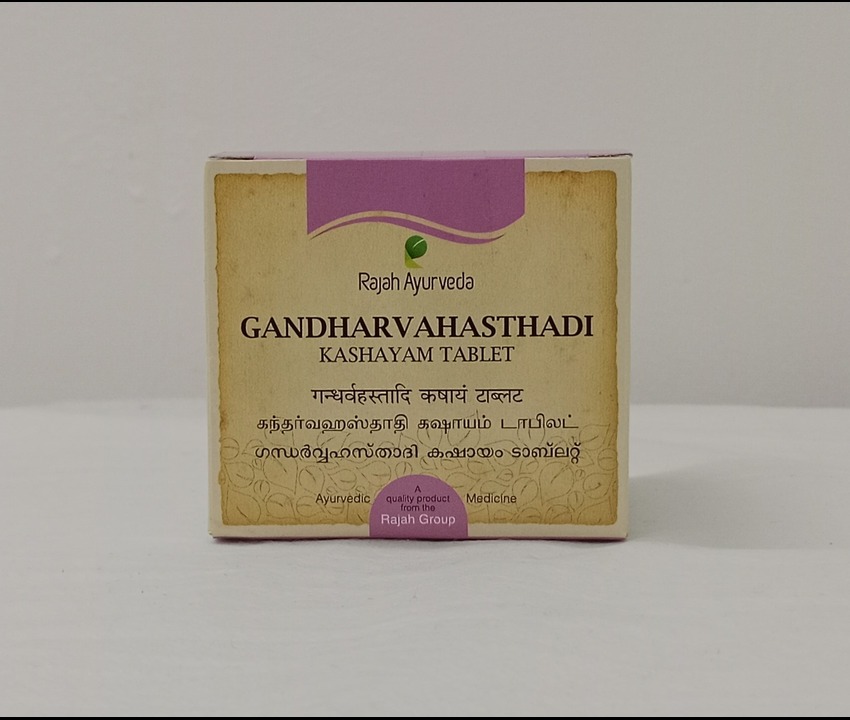 Rajah Ayurveda
GANDHARVAHASTHADI
KASHAYAM TABLET
गन्धर्वहस्तादि कषायं टाब्लट
கந்தர்வஹஸ்தாதி கஷாயம் டாபிலட்
ഗന്ധർവ്വഹസ്താദി കഷായം ടാബ്‌ലറ്റ്
Ayurvedic
A
quality product
from the
Rajah Group
Medicine